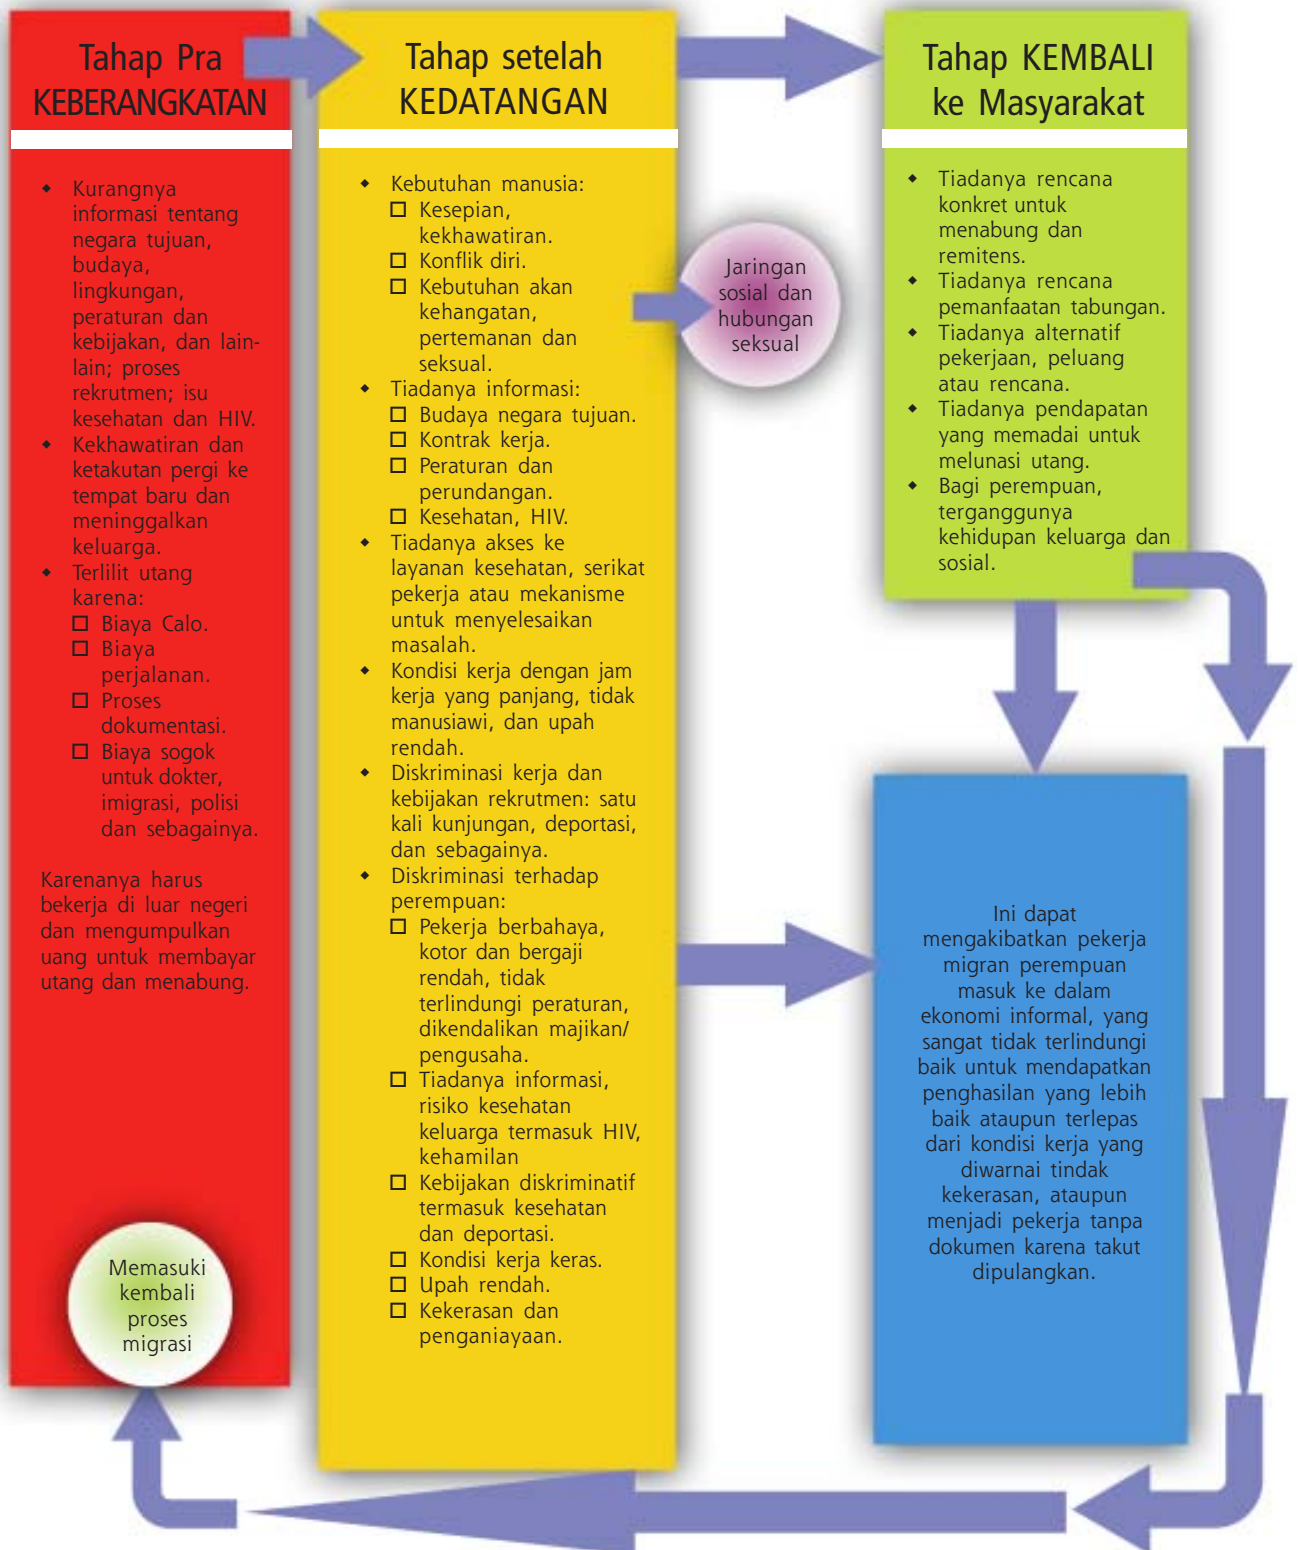 Tahap Pra
KEBERANGKATAN
◆ Kurangnya
informasi tentang
negara tujuan,
budaya,
lingkungan,
peraturan dan
kebijakan, dan lain-
lain; proses
rekrutmen; isu
kesehatan dan HIV.
◆ Kekhawatiran dan
ketakutan pergi ke
tempat baru dan
meninggalkan
keluarga.
◆ Terlilit utang
karena:
□ Biaya Calo.
□ Biaya
perjalanan.
□ Proses
dokumentasi.
□ Biaya sogok
untuk dokter,
imigrasi, polisi
dan sebagainya.
Karenanya harus
bekerja di luar negeri
dan mengumpulkan
uang untuk membayar
utang dan menabung.
Memasuki
kembali
proses
migrasi
Tahap setelah
KEDATANGAN
◆ Kebutuhan manusia:
□ Kesepian,
kekhawatiran.
□ Konflik diri.
□ Kebutuhan akan
kehangatan,
pertemanan dan
seksual.
◆ Tiadanya informasi:
□ Budaya negara tujuan.
□ Kontrak kerja.
□ Peraturan dan
perundangan.
□ Kesehatan, HIV.
◆ Tiadanya akses ke
layanan kesehatan, serikat
pekerja atau mekanisme
untuk menyelesaikan
masalah.
◆ Kondisi kerja dengan jam
kerja yang panjang, tidak
manusiawi, dan upah
rendah.
◆ Diskriminasi kerja dan
kebijakan rekrutmen: satu
kali kunjungan, deportasi,
dan sebagainya.
◆ Diskriminasi terhadap
perempuan:
□ Pekerja berbahaya,
kotor dan bergaji
rendah, tidak
terlindungi peraturan,
dikendalikan majikan/
pengusaha.
□ Tiadanya informasi,
risiko kesehatan
keluarga termasuk HIV,
kehamilan
□ Kebijakan diskriminatif
termasuk kesehatan
dan deportasi.
□ Kondisi kerja keras.
□ Upah rendah.
□ Kekerasan dan
penganiayaan.
Jaringan
sosial dan
hubungan
seksual
Tahap KEMBALI
ke Masyarakat
◆ Tiadanya rencana
konkret untuk
menabung dan
remitens.
◆ Tiadanya rencana
pemanfaatan tabungan.
◆ Tiadanya alternatif
pekerjaan, peluang
atau rencana.
◆ Tiadanya pendapatan
yang memadai untuk
melunasi utang.
◆ Bagi perempuan,
terganggunya
kehidupan keluarga dan
sosial.
Ini dapat
mengakibatkan pekerja
migran perempuan
masuk ke dalam
ekonomi informal, yang
sangat tidak terlindungi
baik untuk mendapatkan
penghasilan yang lebih
baik ataupun terlepas
dari kondisi kerja yang
diwarnai tindak
kekerasan, ataupun
menjadi pekerja tanpa
dokumen karena takut
dipulangkan.